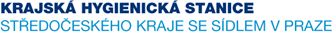 KRAJSKÁ HYGIENICKÁ STANICE
STŘEDOČESKÉHO KRAJE SE SÍDLEM V PRAZE